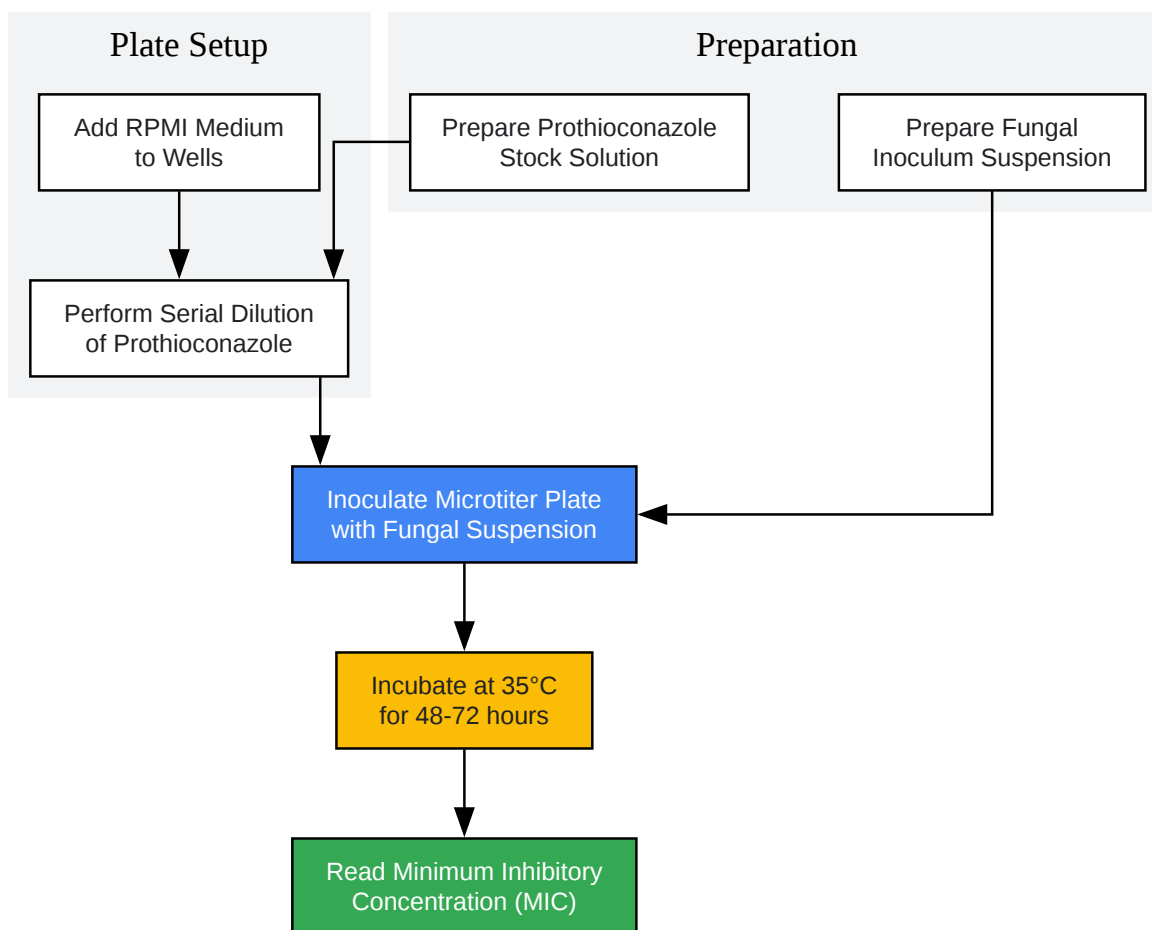 Plate Setup
Preparation
Add RPMI Medium
to Wells
Prepare Prothioconazole
Stock Solution
Prepare Fungal
Inoculum Suspension
Perform Serial Dilution
of Prothioconazole
Inoculate Microtiter Plate
with Fungal Suspension
Incubate at 35°C
for 48-72 hours
Read Minimum Inhibitory
Concentration (MIC)